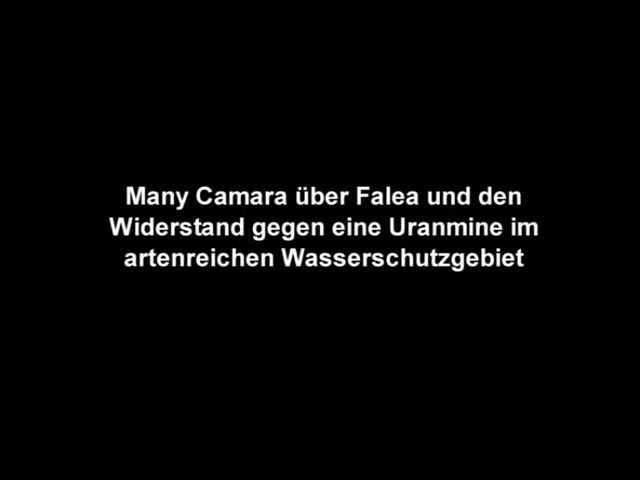 Many Camara über Falea und den
Widerstand gegen eine Uranmine im
artenreichen Wasserschutzgebiet